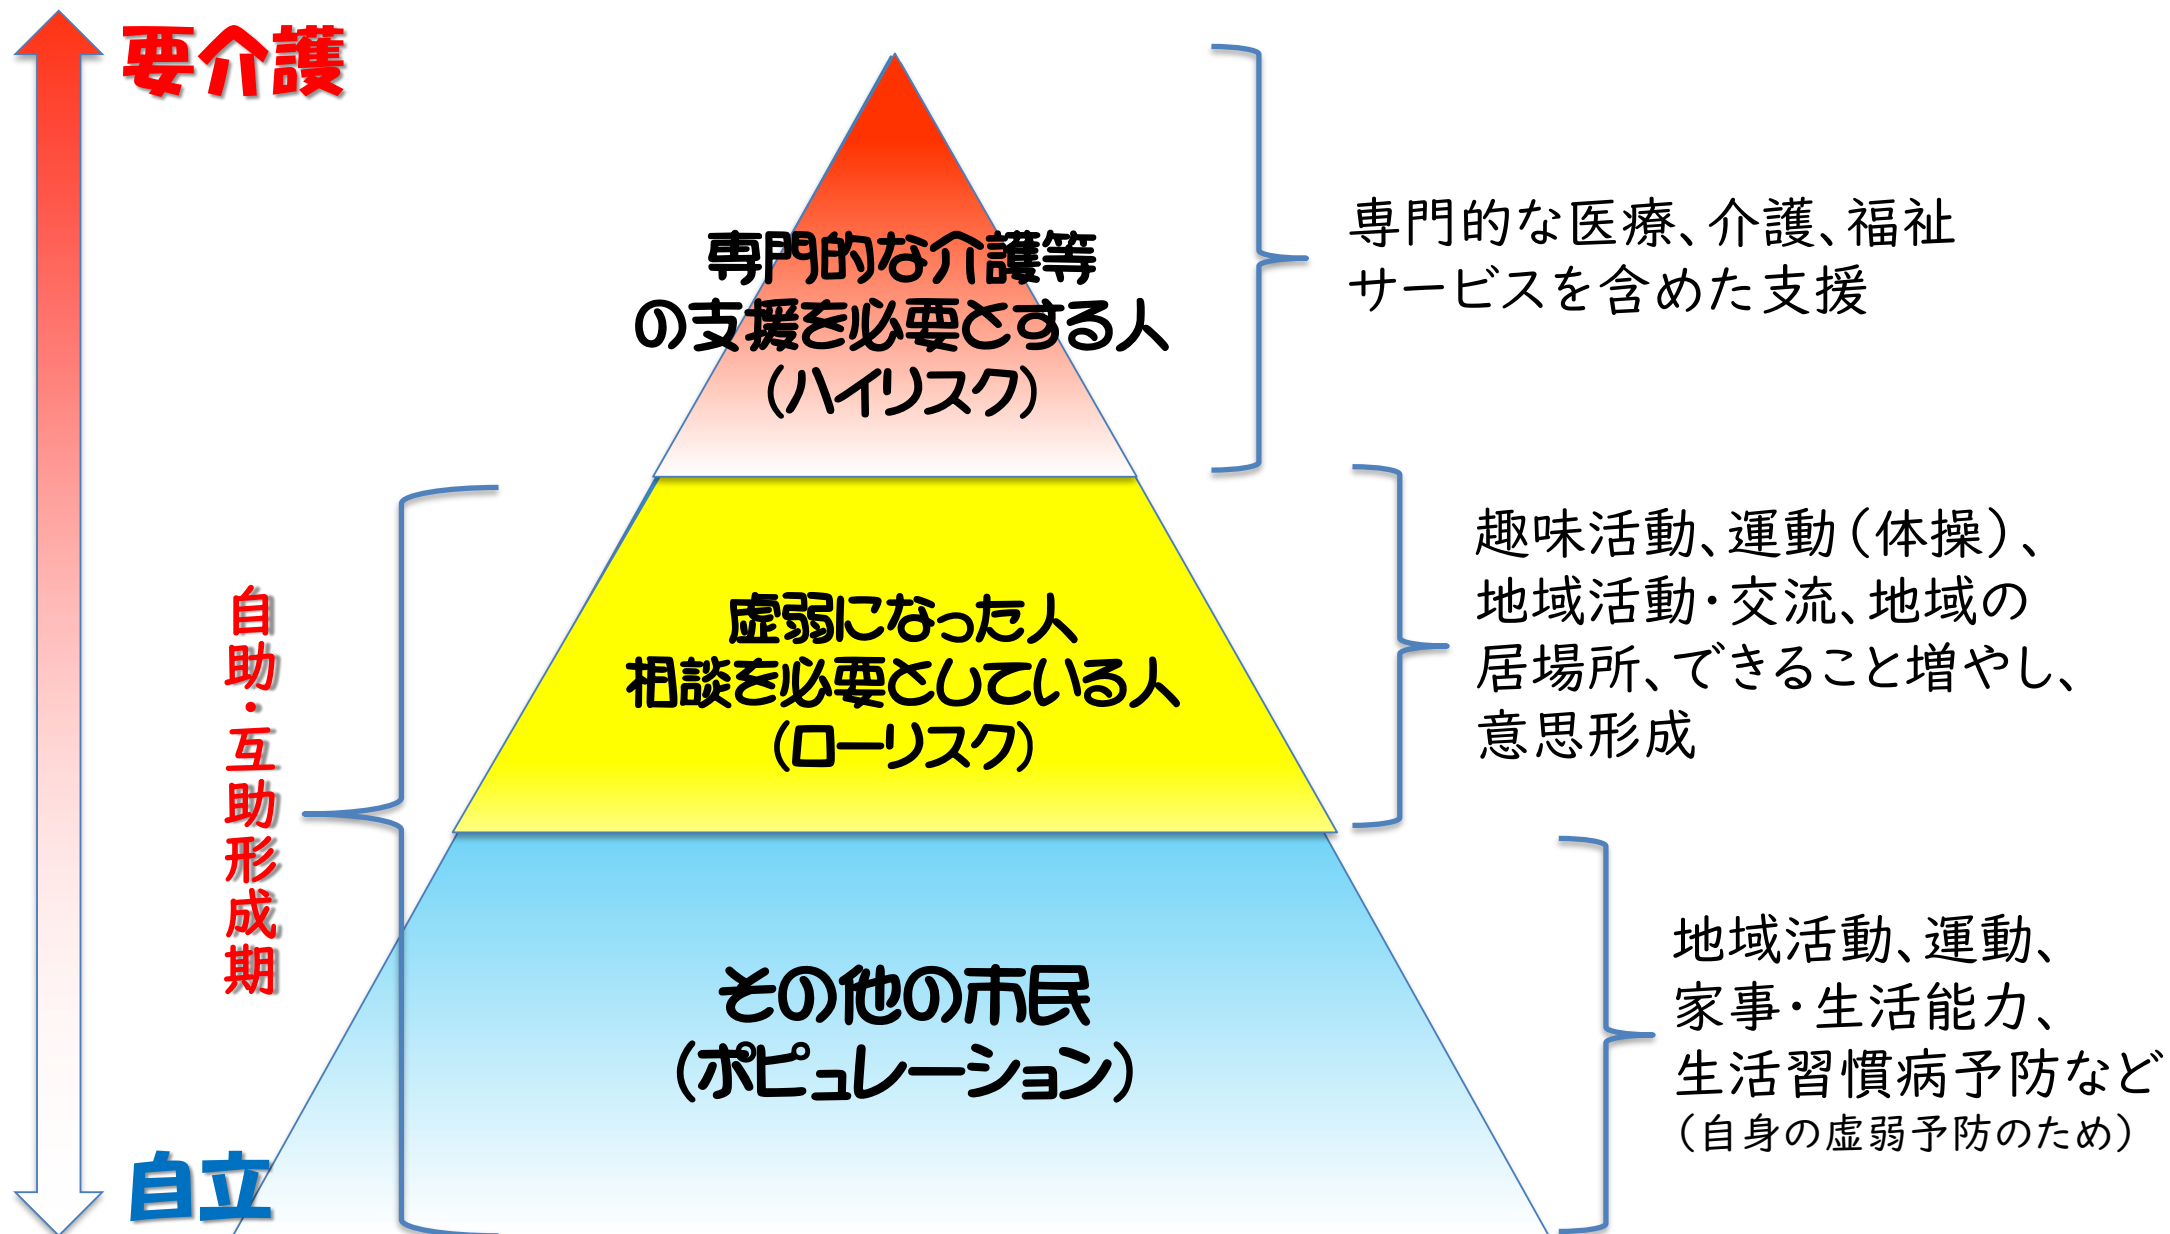 要介護
専門的な介護等
の支援を必要とする人
(ハイリスク)
専門的な医療、介護、福祉
サービスを含めた支援
自助・互助形成期
虚弱になった人
相談を必要としている人
(ローリスク)
趣味活動、運動(体操)、
地域活動・交流、地域の
居場所、できること増やし、
意思形成
その他の市民
(ポピュレーション)
地域活動、運動、
家事・生活能力、
生活習慣病予防など
(自身の虚弱予防のため)
自立